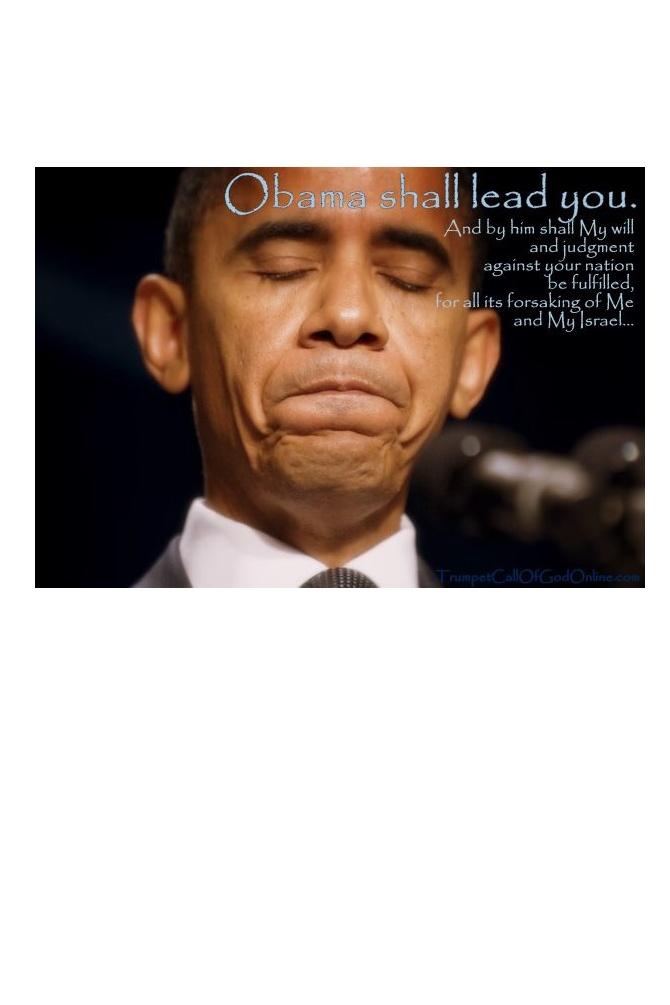 Obama shall lead you.
And by him shall My will
and judgment
against your nation
be fulfilled,
for all its forsaking of Me
and My Israel...
TrumpetCallOfGodOnline.com